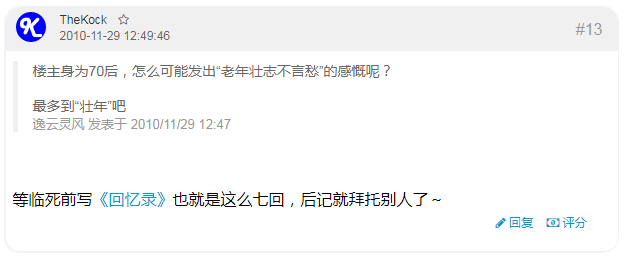 TheKock
2010-11-29 12:49:46
#13
楼主身为70后，怎么可能发出“老年壮志不言愁”的感慨呢？
最多到“壮年”吧
逸云灵风 发表于 2010/11/29 12:47
等临死前写《回忆录》也就是这么七回，后记就拜托别人了～
回复 评分